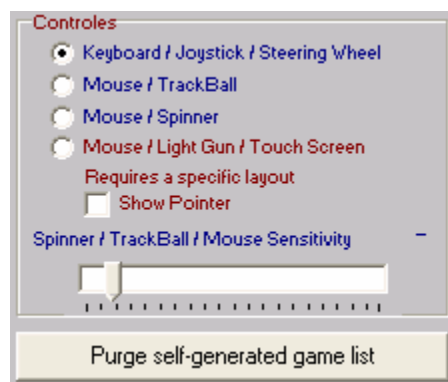 Controles
Keyboard / Joystick / Steering Wheel
Mouse / TrackBall
Mouse / Spinner
Mouse / Light Gun / Touch Screen
Requires a specific layout
Show Pointer
Spinner / TrackBall / Mouse Sensitivity –
Purge self-generated game list